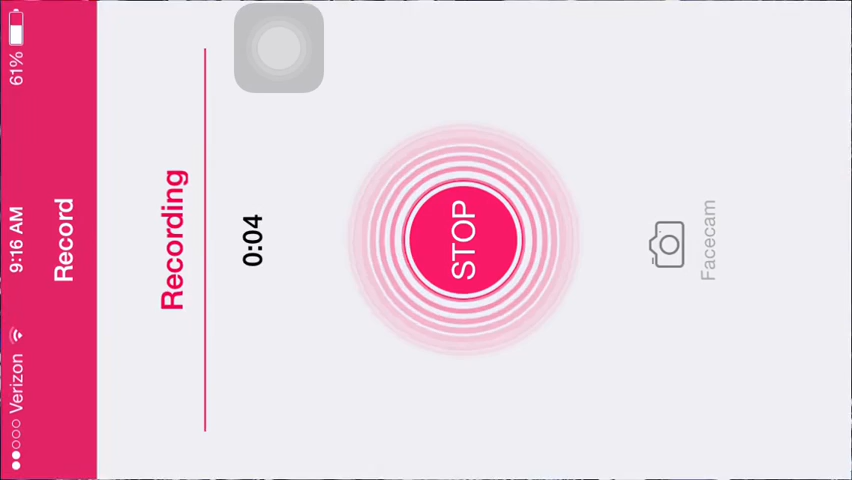 Verizon 9:16 AM 61%
Record
Recording
0:04
STOP
Facecam